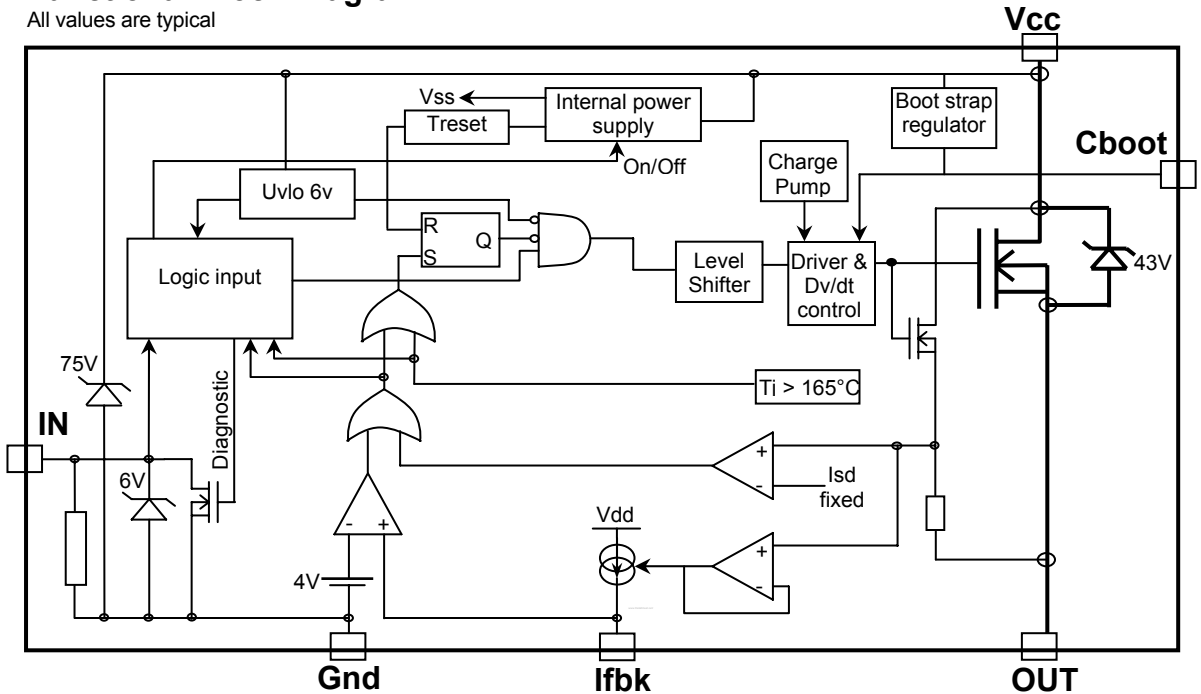 All values are typical
Vcc
Vss
Treset
Internal power
supply
Boot strap
regulator
Cboot
On/Off
Charge
Pump
Uvlo 6v
R
Q
S
Logic input
Level
Shifter
Driver &
Dv/dt
control
43V
75V
Tj > 165°C
IN
Diagnostic
6V
+
-
Isd
fixed
- +
Vdd
+
-
4V
Gnd
Ifbk
OUT